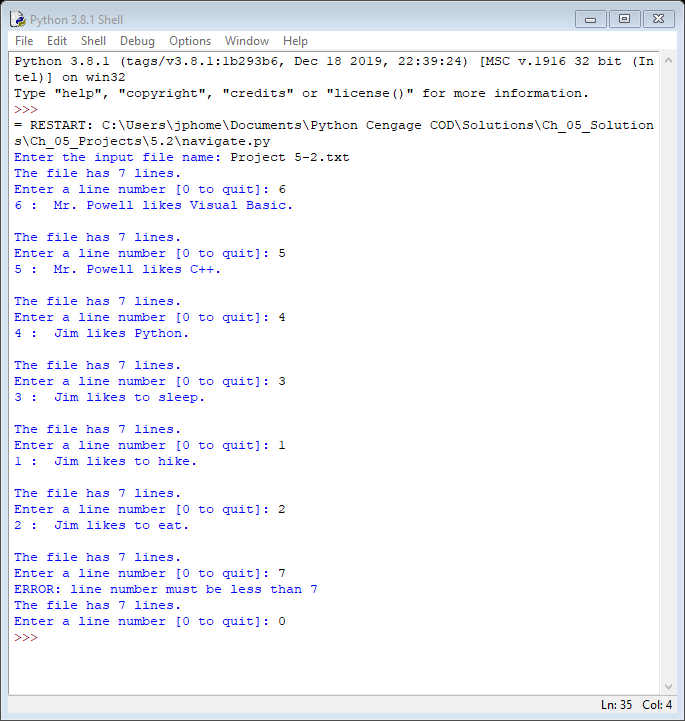 Python 3.8.1 Shell
File Edit Shell Debug Options Window Help
Python 3.8.1 (tags/v3.8.1:1b293b6, Dec 18 2019, 22:39:24) [MSC v.1916 32 bit (In
tel)] on win32
Type "help", "copyright", "credits" or "license()" for more information.
>>>
= RESTART: C:\Users\jphome\Documents\Python Cengage COD\Solutions\Ch_05_Solution
s\Ch_05_Projects\5.2\navigate.py
Enter the input file name: Project 5-2.txt
The file has 7 lines.
Enter a line number [0 to quit]: 6
6 :  Mr. Powell likes Visual Basic.

The file has 7 lines.
Enter a line number [0 to quit]: 5
5 :  Mr. Powell likes C++.

The file has 7 lines.
Enter a line number [0 to quit]: 4
4 :  Jim likes Python.

The file has 7 lines.
Enter a line number [0 to quit]: 3
3 :  Jim likes to sleep.

The file has 7 lines.
Enter a line number [0 to quit]: 1
1 :  Jim likes to hike.

The file has 7 lines.
Enter a line number [0 to quit]: 2
2 :  Jim likes to eat.

The file has 7 lines.
Enter a line number [0 to quit]: 7
ERROR: line number must be less than 7
The file has 7 lines.
Enter a line number [0 to quit]: 0
>>>
Ln: 35 Col: 4